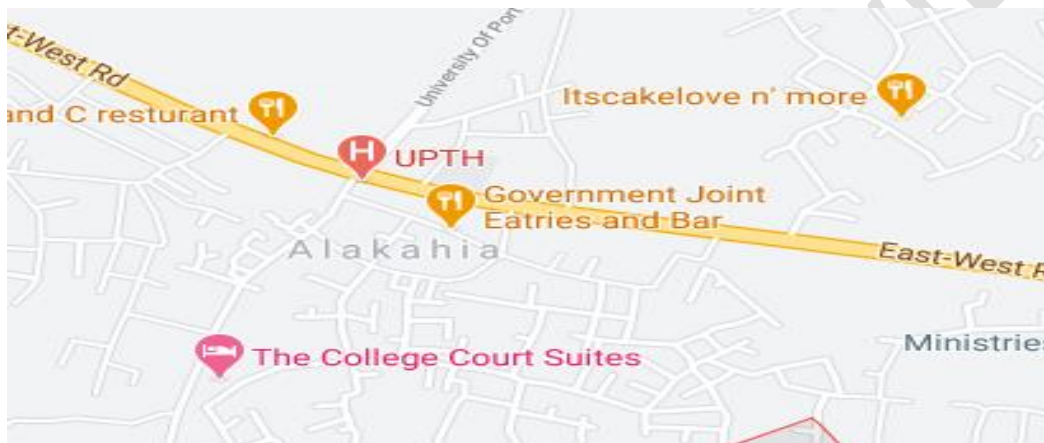 t-West Rd
University Of Port
Itscakelove n' more
and C resturant
UPTH
Government Joint
Eatries and Bar
Alakahia
East-West R
Ministries
The College Court Suites